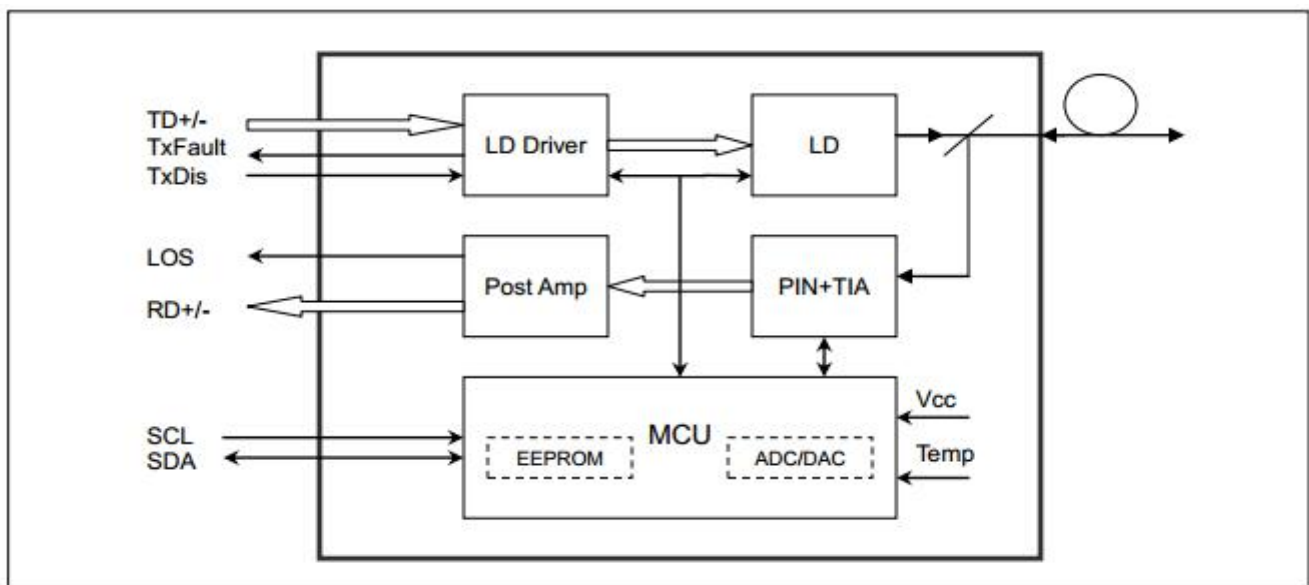 TD+/-
TxFault
TxDis
LD Driver
LD
LOS
RD+/-
Post Amp
PIN+TIA
SCL
SDA
MCU
EEPROM
ADC/DAC
Vcc
Temp